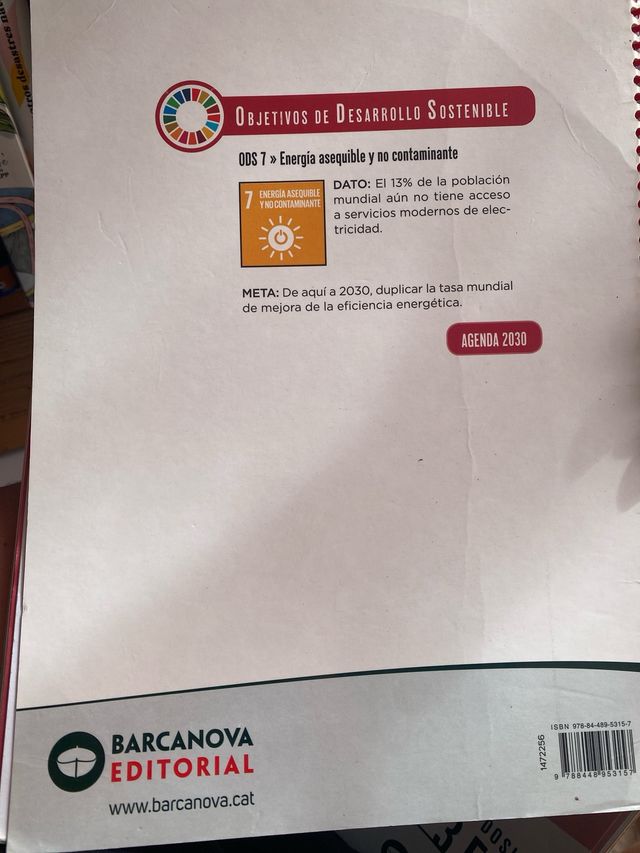 OBJETIVOS DE DESARROLLO SOSTENIBLE
ODS 7 » Energía asequible y no contaminante
7 ENERGÍA ASEQUIBLE
Y NO CONTAMINANTE
DATO: El 13% de la población
mundial aún no tiene acceso
a servicios modernos de elec-
tricidad.
META: De aquí a 2030, duplicar la tasa mundial
de mejora de la eficiencia energética.
AGENDA 2030
BARCANOVA
EDITORIAL
www.barcanova.cat
ISBN 978-84-489-5315-7
1472256
9 788448 953157